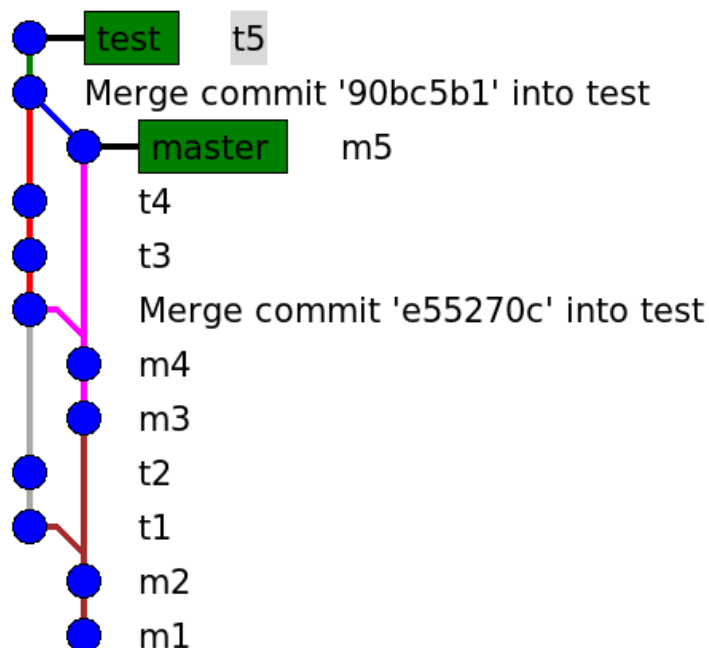 test t5
Merge commit '90bc5b1' into test
master m5
t4
t3
Merge commit 'e55270c' into test
m4
m3
t2
t1
m2
m1